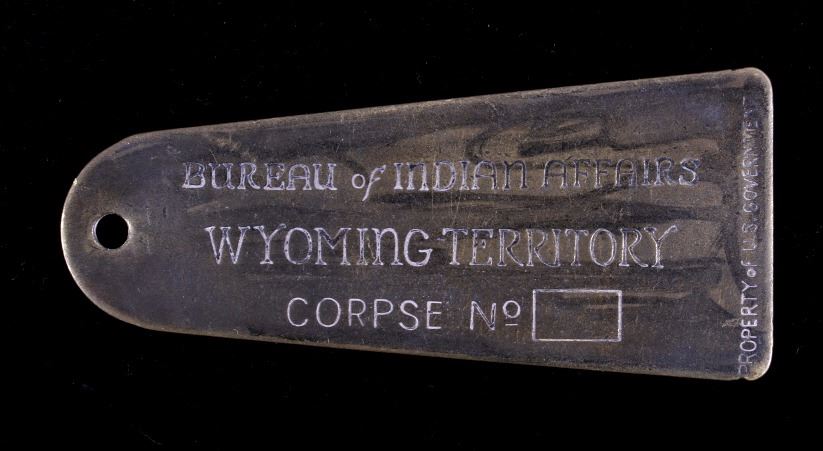 BUREAU of INDIAN AFFAIRS
WYOMING TERRITORY
CORPSE Nº
PROPERTY of U.S. GOVERNMENT